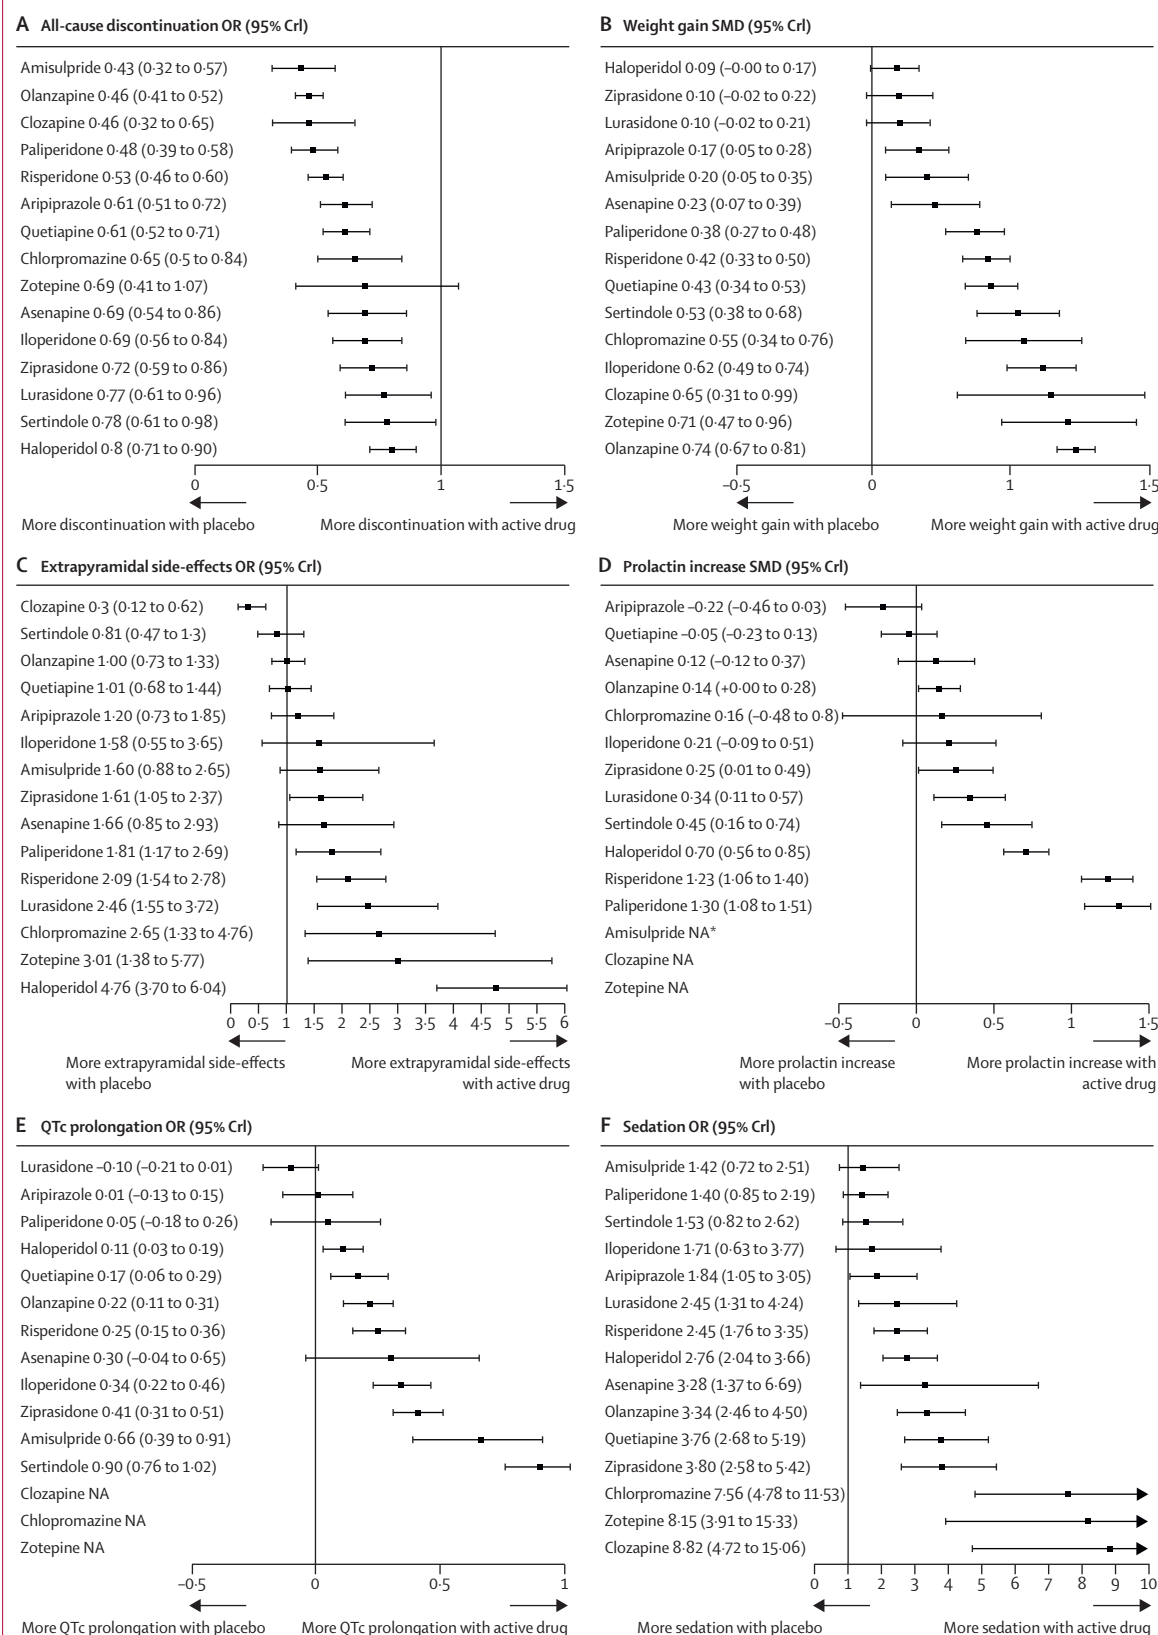 A All-cause discontinuation OR (95% CrI)
Amisulpride 0·43 (0·32 to 0·57)
Olanzapine 0·46 (0·41 to 0·52)
Clozapine 0·46 (0·32 to 0·65)
Paliperidone 0·48 (0·39 to 0·58)
Risperidone 0·53 (0·46 to 0·60)
Aripiprazole 0·61 (0·51 to 0·72)
Quetiapine 0·61 (0·52 to 0·71)
Chlorpromazine 0·65 (0·5 to 0·84)
Zotepine 0·69 (0·41 to 1·07)
Asenapine 0·69 (0·54 to 0·86)
Iloperidone 0·69 (0·56 to 0·84)
Ziprasidone 0·72 (0·59 to 0·86)
Lurasidone 0·77 (0·61 to 0·96)
Sertindole 0·78 (0·61 to 0·98)
Haloperidol 0·8 (0·71 to 0·90)
0 0·5 1 1·5
More discontinuation with placebo More discontinuation with active drug
B Weight gain SMD (95% CrI)
Haloperidol 0·09 (–0·00 to 0·17)
Ziprasidone 0·10 (–0·02 to 0·22)
Lurasidone 0·10 (–0·02 to 0·21)
Aripiprazole 0·17 (0·05 to 0·28)
Amisulpride 0·20 (0·05 to 0·35)
Asenapine 0·23 (0·07 to 0·39)
Paliperidone 0·38 (0·27 to 0·48)
Risperidone 0·42 (0·33 to 0·50)
Quetiapine 0·43 (0·34 to 0·53)
Sertindole 0·53 (0·38 to 0·68)
Chlopromazine 0·55 (0·34 to 0·76)
Iloperidone 0·62 (0·49 to 0·74)
Clozapine 0·65 (0·31 to 0·99)
Zotepine 0·71 (0·47 to 0·96)
Olanzapine 0·74 (0·67 to 0·81)
–0·5 0 1 1·5
More weight gain with placebo More weight gain with active drug
C Extrapyramidal side-effects OR (95% CrI)
Clozapine 0·3 (0·12 to 0·62)
Sertindole 0·81 (0·47 to 1·3)
Olanzapine 1·00 (0·73 to 1·33)
Quetiapine 1·01 (0·68 to 1·44)
Aripiprazole 1·20 (0·73 to 1·85)
Iloperidone 1·58 (0·55 to 3·65)
Amisulpride 1·60 (0·88 to 2·65)
Ziprasidone 1·61 (1·05 to 2·37)
Asenapine 1·66 (0·85 to 2·93)
Paliperidone 1·81 (1·17 to 2·69)
Risperidone 2·09 (1·54 to 2·78)
Lurasidone 2·46 (1·55 to 3·72)
Chlorpromazine 2·65 (1·33 to 4·76)
Zotepine 3·01 (1·38 to 5·77)
Haloperidol 4·76 (3·70 to 6·04)
0 0·5 1 1·5 2 2·5 3 3·5 4 4·5 5 5·5 6
More extrapyramidal side-effects More extrapyramidal side-effects
with placebo with active drug
D Prolactin increase SMD (95% CrI)
Aripiprazole –0·22 (–0·46 to 0·03)
Quetiapine –0·05 (–0·23 to 0·13)
Asenapine 0·12 (–0·12 to 0·37)
Olanzapine 0·14 (+0·00 to 0·28)
Chlorpromazine 0·16 (–0·48 to 0·8)
Iloperidone 0·21 (–0·09 to 0·51)
Ziprasidone 0·25 (0·01 to 0·49)
Lurasidone 0·34 (0·11 to 0·57)
Sertindole 0·45 (0·16 to 0·74)
Haloperidol 0·70 (0·56 to 0·85)
Risperidone 1·23 (1·06 to 1·40)
Paliperidone 1·30 (1·08 to 1·51)
Amisulpride NA*
Clozapine NA
Zotepine NA
–0·5 0 0·5 1 1·5
More prolactin increase More prolactin increase with
with placebo active drug
E QTc prolongation OR (95% CrI)
Lurasidone –0·10 (–0·21 to 0·01)
Aripirazole 0·01 (–0·13 to 0·15)
Paliperidone 0·05 (–0·18 to 0·26)
Haloperidol 0·11 (0·03 to 0·19)
Quetiapine 0·17 (0·06 to 0·29)
Olanzapine 0·22 (0·11 to 0·31)
Risperidone 0·25 (0·15 to 0·36)
Asenapine 0·30 (–0·04 to 0·65)
Iloperidone 0·34 (0·22 to 0·46)
Ziprasidone 0·41 (0·31 to 0·51)
Amisulpride 0·66 (0·39 to 0·91)
Sertindole 0·90 (0·76 to 1·02)
Clozapine NA
Chlopromazine NA
Zotepine NA
–0·5 0 0·5 1
More QTc prolongation with placebo More QTc prolongation with active drug
F Sedation OR (95% CrI)
Amisulpride 1·42 (0·72 to 2·51)
Paliperidone 1·40 (0·85 to 2·19)
Sertindole 1·53 (0·82 to 2·62)
Iloperidone 1·71 (0·63 to 3·77)
Aripiprazole 1·84 (1·05 to 3·05)
Lurasidone 2·45 (1·31 to 4·24)
Risperidone 2·45 (1·76 to 3·35)
Haloperidol 2·76 (2·04 to 3·66)
Asenapine 3·28 (1·37 to 6·69)
Olanzapine 3·34 (2·46 to 4·50)
Quetiapine 3·76 (2·68 to 5·19)
Ziprasidone 3·80 (2·58 to 5·42)
Chlorpromazine 7·56 (4·78 to 11·53)
Zotepine 8·15 (3·91 to 15·33)
Clozapine 8·82 (4·72 to 15·06)
0 1 2 3 4 5 6 7 8 9 10
More sedation with placebo More sedation with active drug